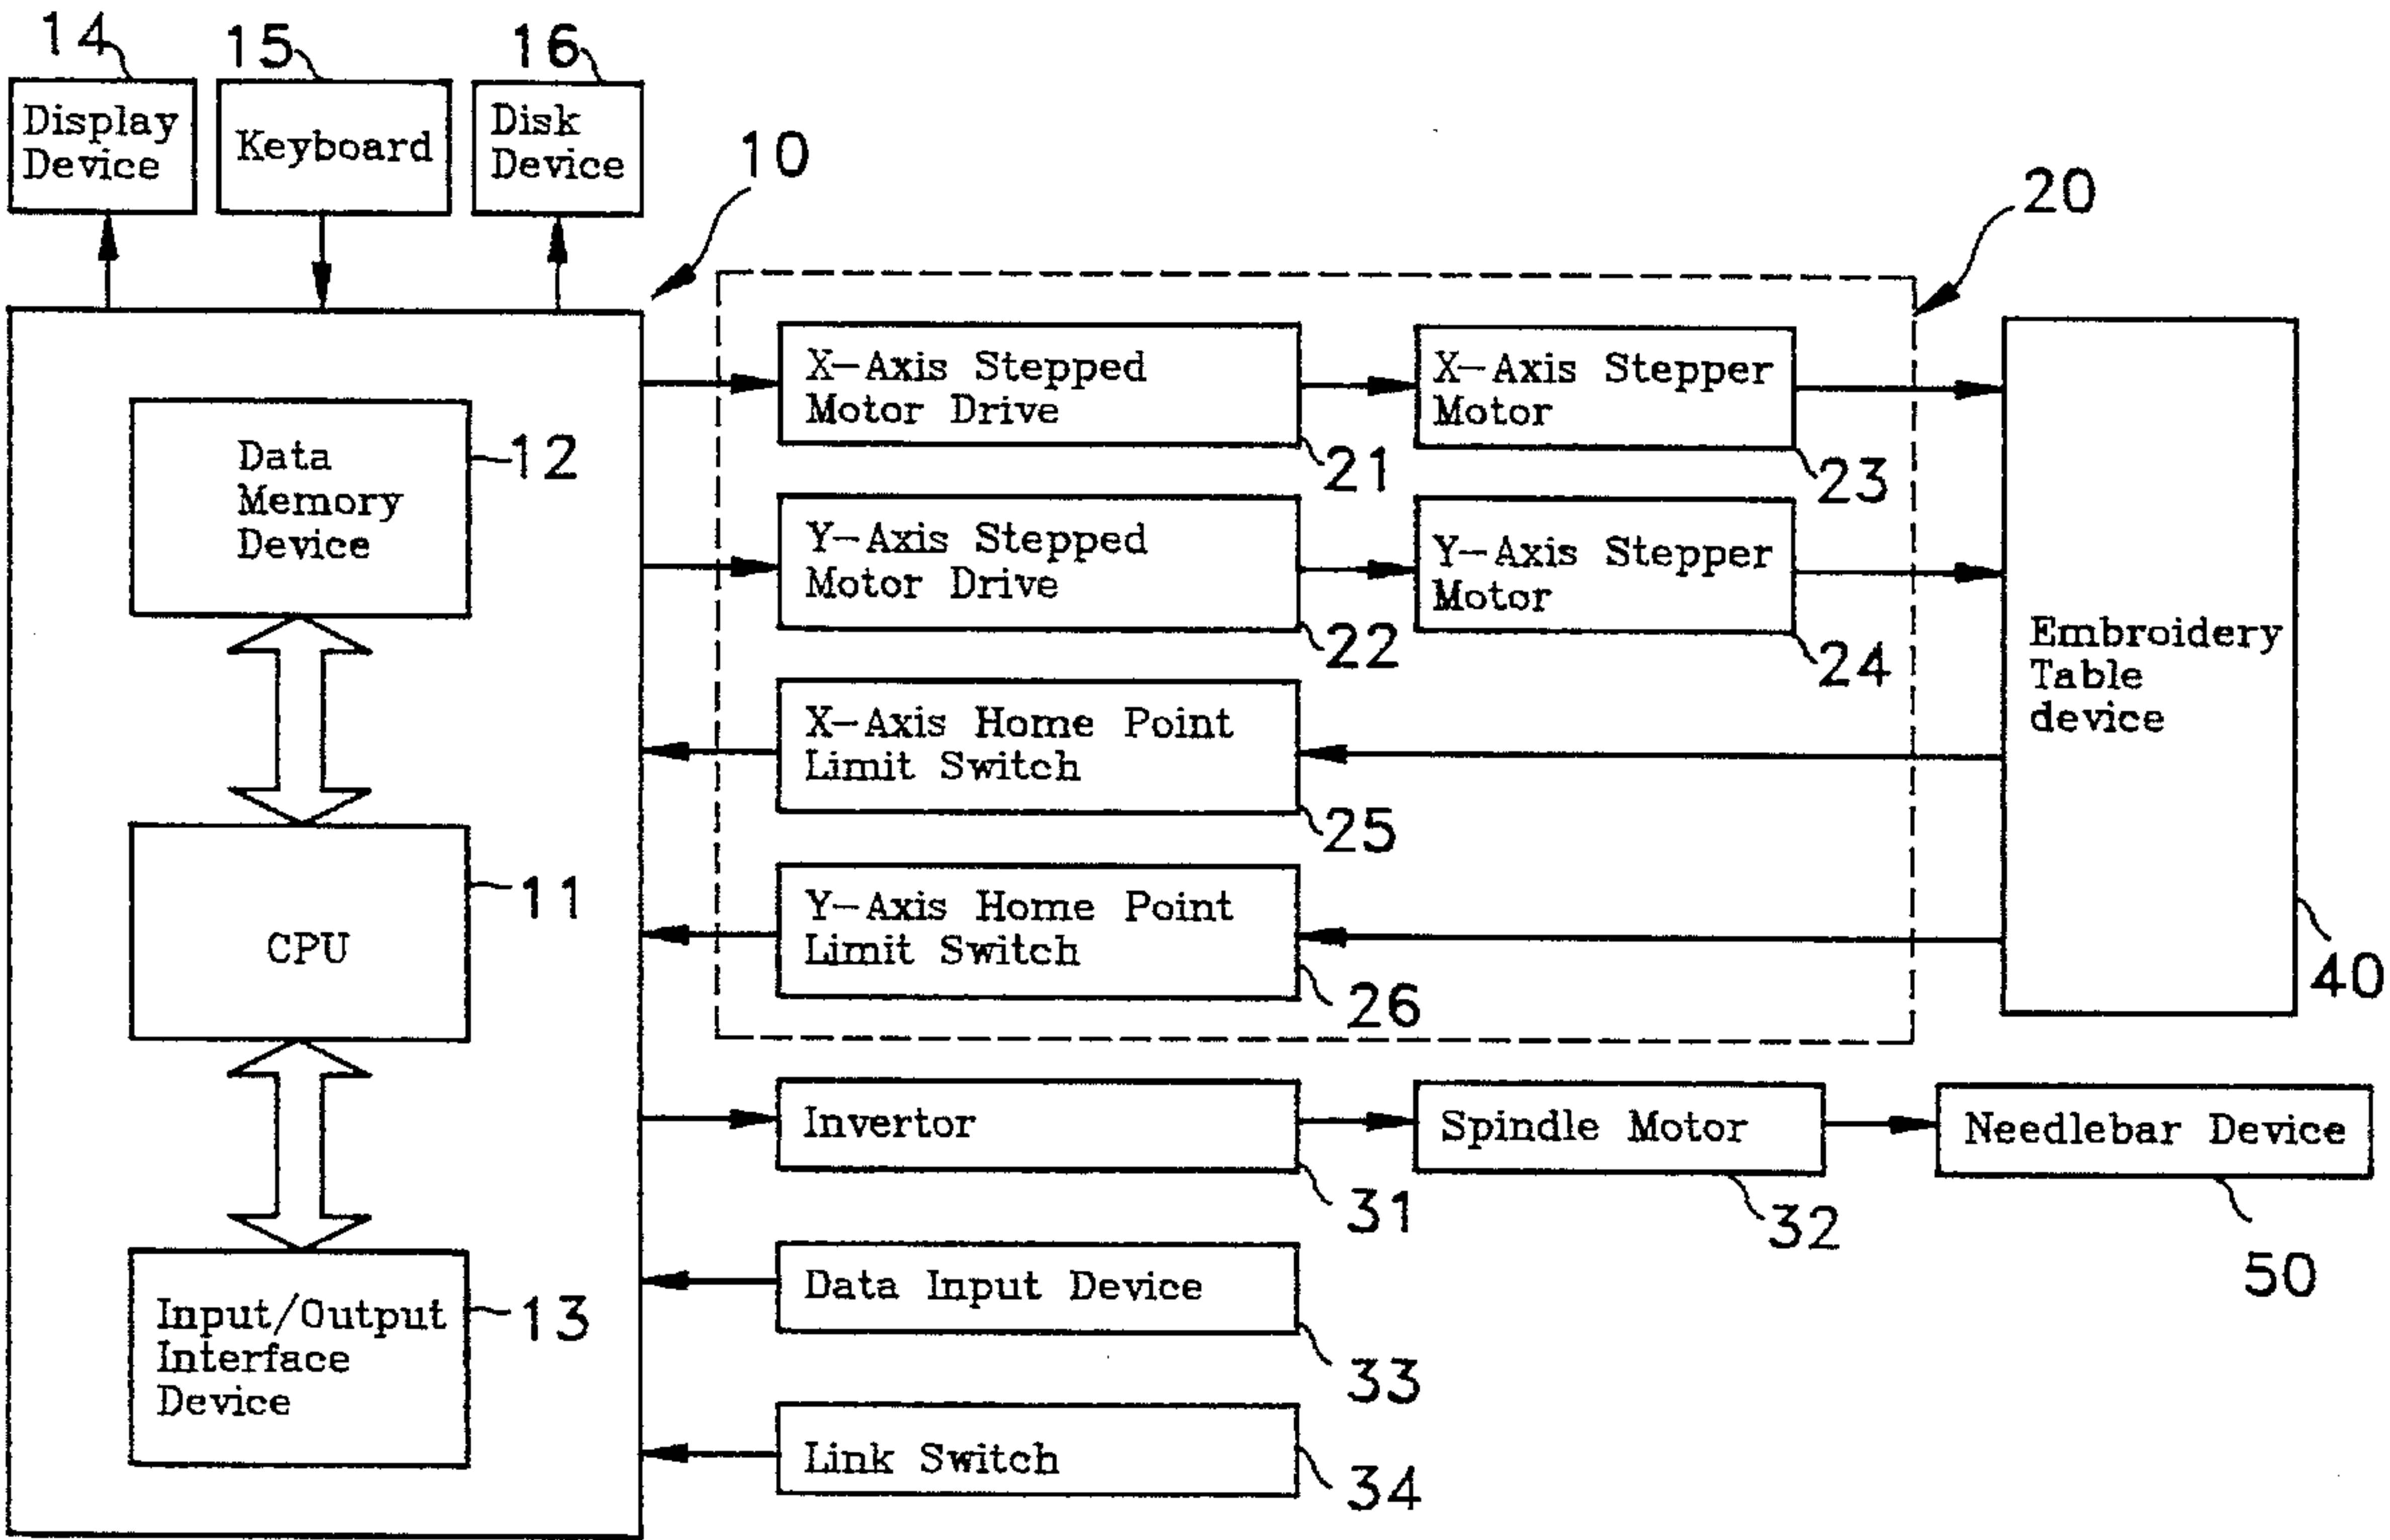 14
15
16
Display
Device
Keyboard
Disk
Device
10
20
X-Axis Stepped
Motor Drive
21
X-Axis Stepper
Motor
23
Data
Memory
Device
12
Y-Axis Stepped
Motor Drive
22
Y-Axis Stepper
Motor
24
Embroidery
Table
device
40
X-Axis Home Point
Limit Switch
25
CPU
11
Y-Axis Home Point
Limit Switch
26
Invertor
31
Spindle Motor
32
Needlebar Device
50
Input/Output
Interface
Device
13
Data Input Device
33
Link Switch
34